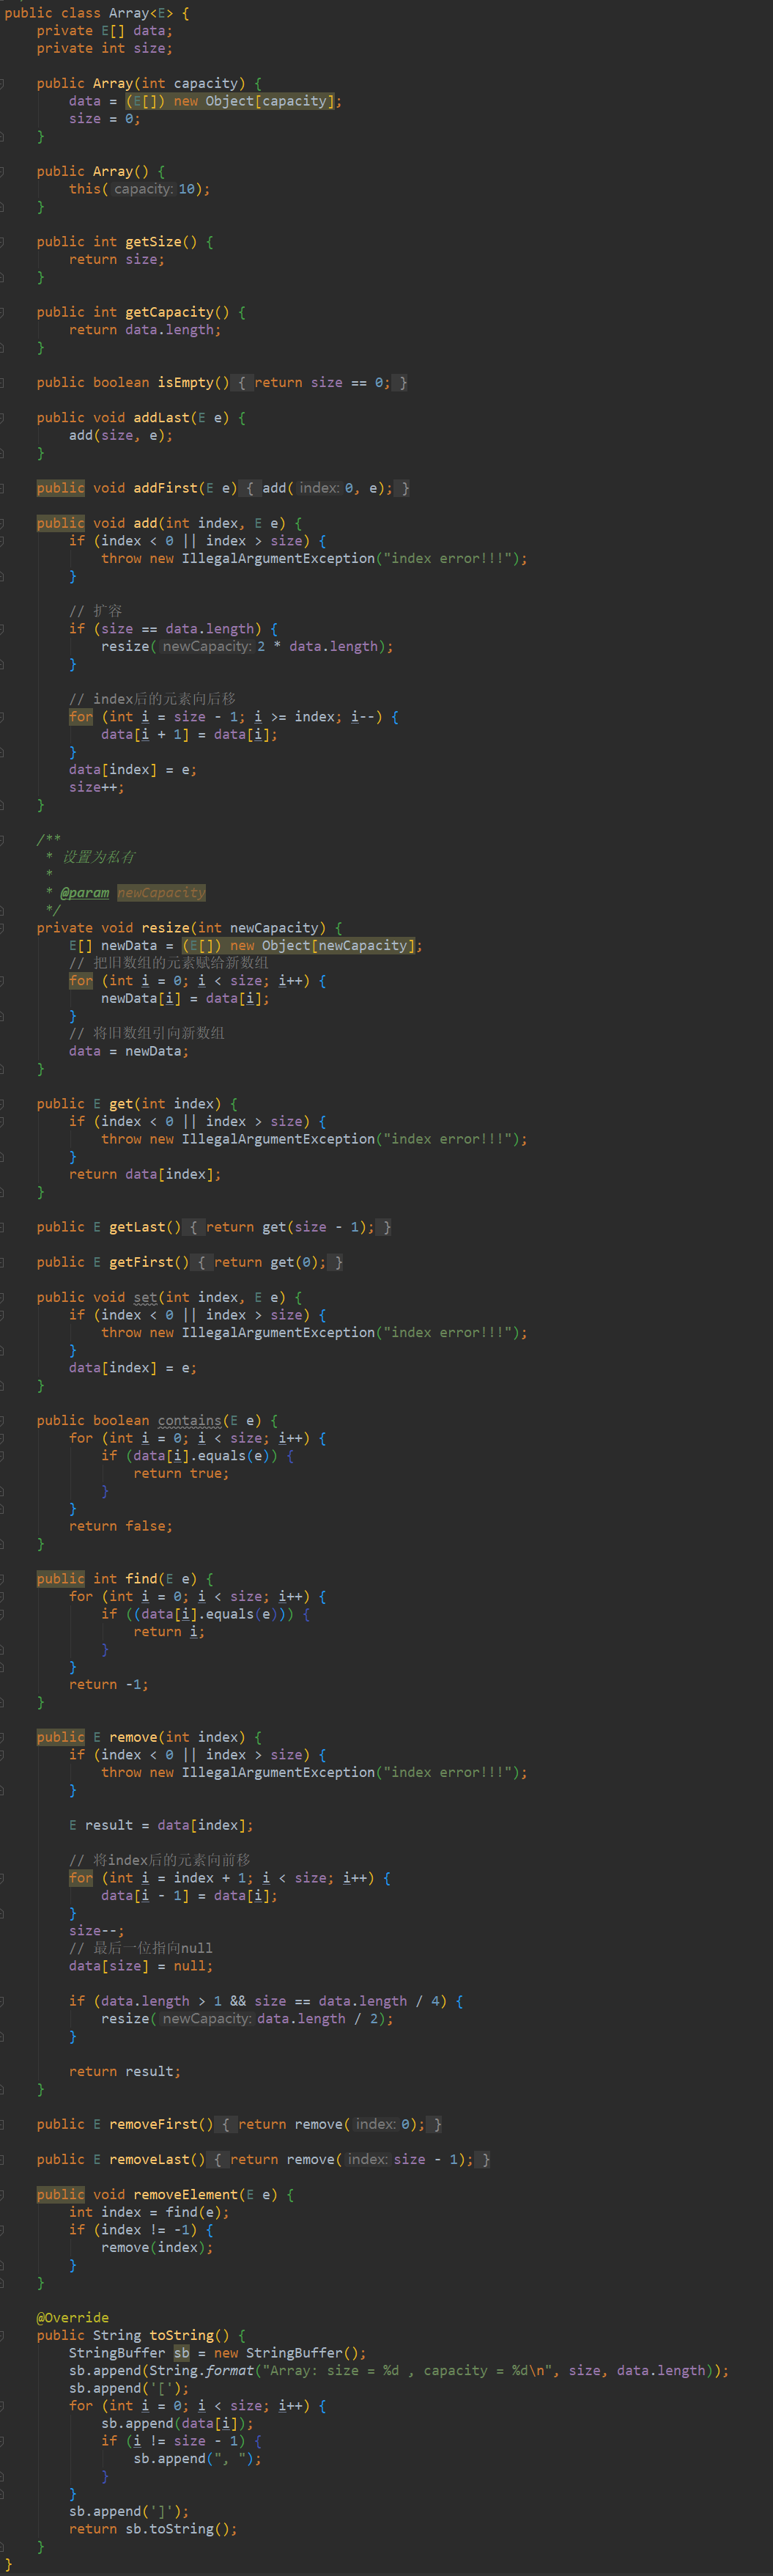 public class Array<E> {
    private E[] data;
    private int size;

    public Array(int capacity) {
        data = (E[]) new Object[capacity];
        size = 0;
    }

    public Array() {
        this( capacity: 10);
    }

    public int getSize() {
        return size;
    }

    public int getCapacity() {
        return data.length;
    }

    public boolean isEmpty() { return size == 0; }

    public void addLast(E e) {
        add(size, e);
    }

    public void addFirst(E e) { add( index: 0, e); }

    public void add(int index, E e) {
        if (index < 0 || index > size) {
            throw new IllegalArgumentException("index error!!!");
        }

        // 扩容
        if (size == data.length) {
            resize( newCapacity: 2 * data.length);
        }

        // index后的元素向后移
        for (int i = size - 1; i >= index; i--) {
            data[i + 1] = data[i];
        }
        data[index] = e;
        size++;
    }

    /**
     * 设置为私有
     *
     * @param newCapacity
     */
    private void resize(int newCapacity) {
        E[] newData = (E[]) new Object[newCapacity];
        // 把旧数组的元素赋给新数组
        for (int i = 0; i < size; i++) {
            newData[i] = data[i];
        }
        // 将旧数组引向新数组
        data = newData;
    }

    public E get(int index) {
        if (index < 0 || index > size) {
            throw new IllegalArgumentException("index error!!!");
        }
        return data[index];
    }

    public E getLast() { return get(size - 1); }

    public E getFirst() { return get(0); }

    public void set(int index, E e) {
        if (index < 0 || index > size) {
            throw new IllegalArgumentException("index error!!!");
        }
        data[index] = e;
    }

    public boolean contains(E e) {
        for (int i = 0; i < size; i++) {
            if (data[i].equals(e)) {
                return true;
            }
        }
        return false;
    }

    public int find(E e) {
        for (int i = 0; i < size; i++) {
            if ((data[i].equals(e))) {
                return i;
            }
        }
        return -1;
    }

    public E remove(int index) {
        if (index < 0 || index > size) {
            throw new IllegalArgumentException("index error!!!");
        }

        E result = data[index];

        // 将index后的元素向前移
        for (int i = index + 1; i < size; i++) {
            data[i - 1] = data[i];
        }
        size--;
        // 最后一位指向null
        data[size] = null;

        if (data.length > 1 && size == data.length / 4) {
            resize( newCapacity: data.length / 2);
        }

        return result;
    }

    public E removeFirst() { return remove( index: 0); }

    public E removeLast() { return remove( index: size - 1); }

    public void removeElement(E e) {
        int index = find(e);
        if (index != -1) {
            remove(index);
        }
    }

    @Override
    public String toString() {
        StringBuffer sb = new StringBuffer();
        sb.append(String.format("Array: size = %d , capacity = %d\n", size, data.length));
        sb.append('[');
        for (int i = 0; i < size; i++) {
            sb.append(data[i]);
            if (i != size - 1) {
                sb.append(", ");
            }
        }
        sb.append(']');
        return sb.toString();
    }
}